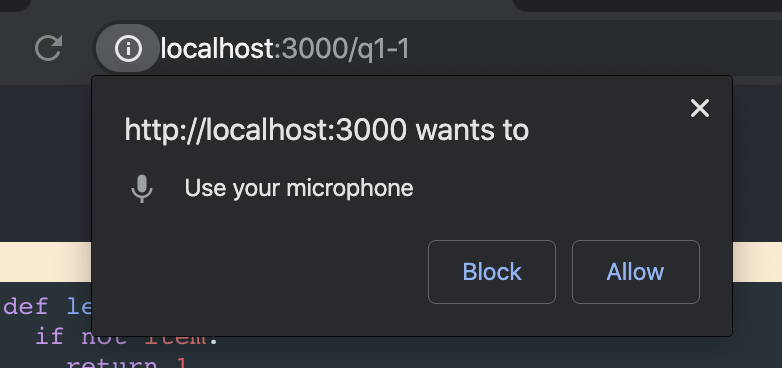 localhost:3000/q1-1
http://localhost:3000 wants to
Use your microphone
Block
Allow
def le
if not item:
return 1